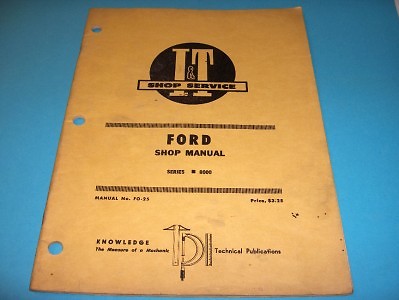 I&T
SHOP SERVICE
FORD
SHOP MANUAL
SERIES ■ 8000
MANUAL No. FO-25 Price, $3.25
KNOWLEDGE
The Measure of a Mechanic
Technical Publications